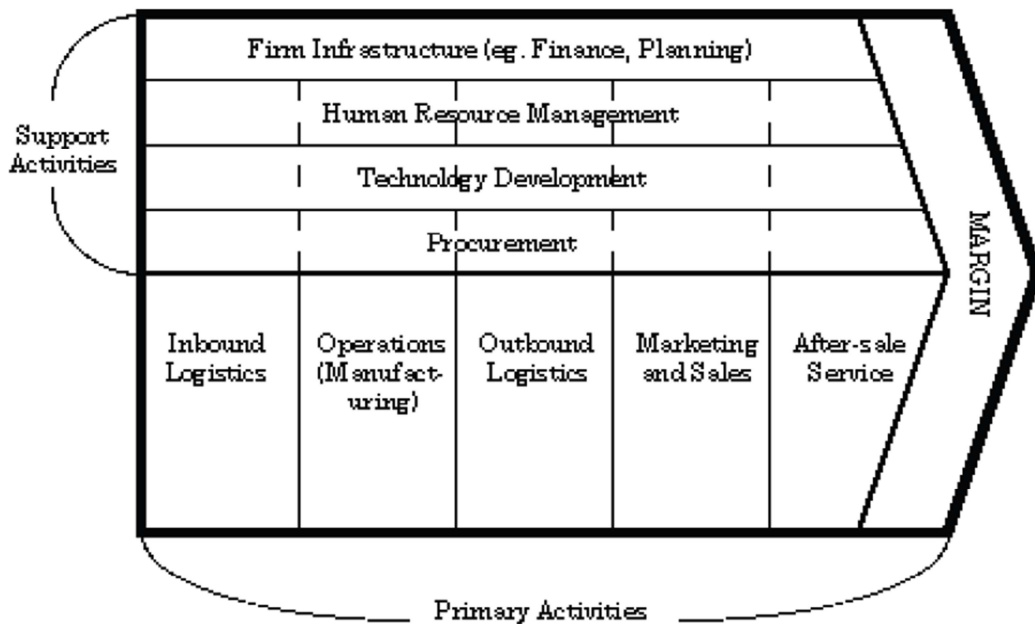 Firm Infrastructure (eg. Finance, Planning)
Human Resource Management
Support
Activities
Technology Development
Procurement
MARGIN
Inbound
Logistics
Operations
(Manufact-
uring)
Outbound
Logistics
Marketing
and Sales
After-sale
Service
Primary Activities